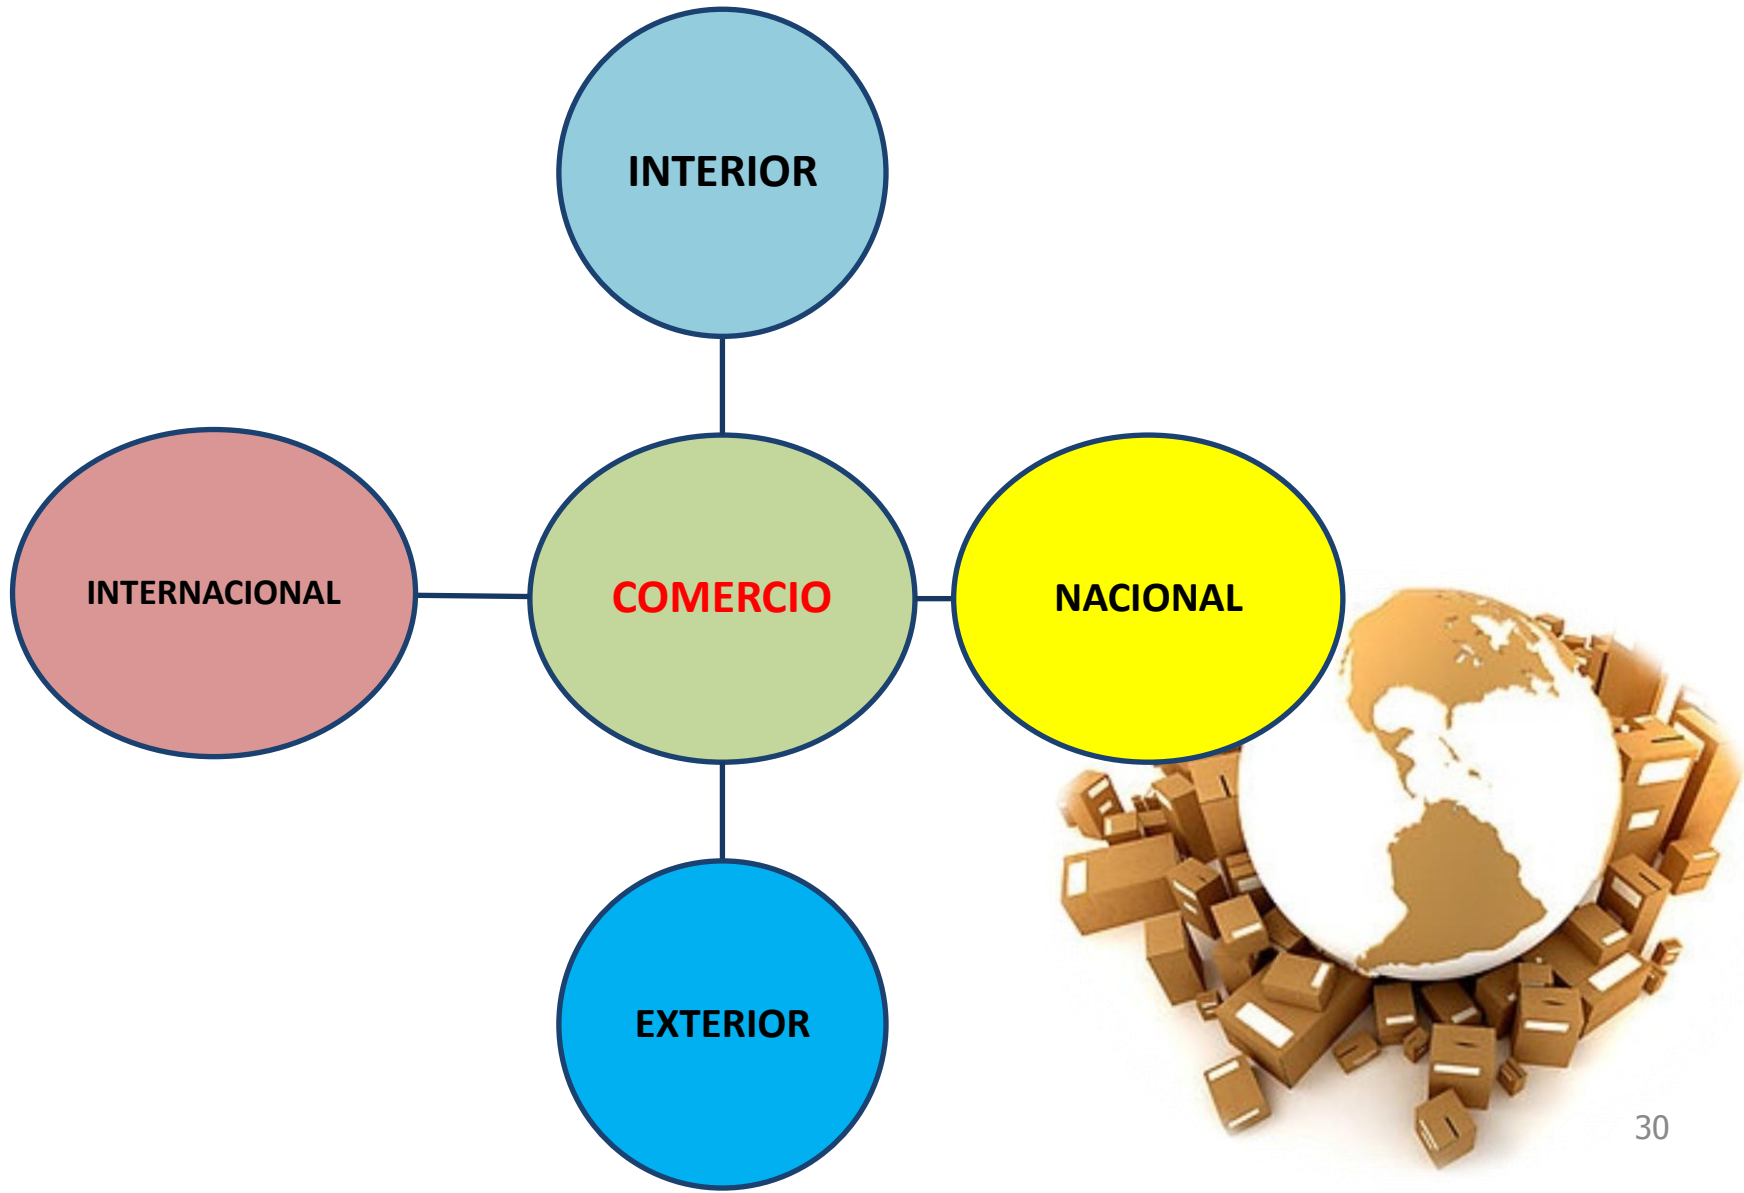 INTERIOR
INTERNACIONAL
COMERCIO
NACIONAL
EXTERIOR
30